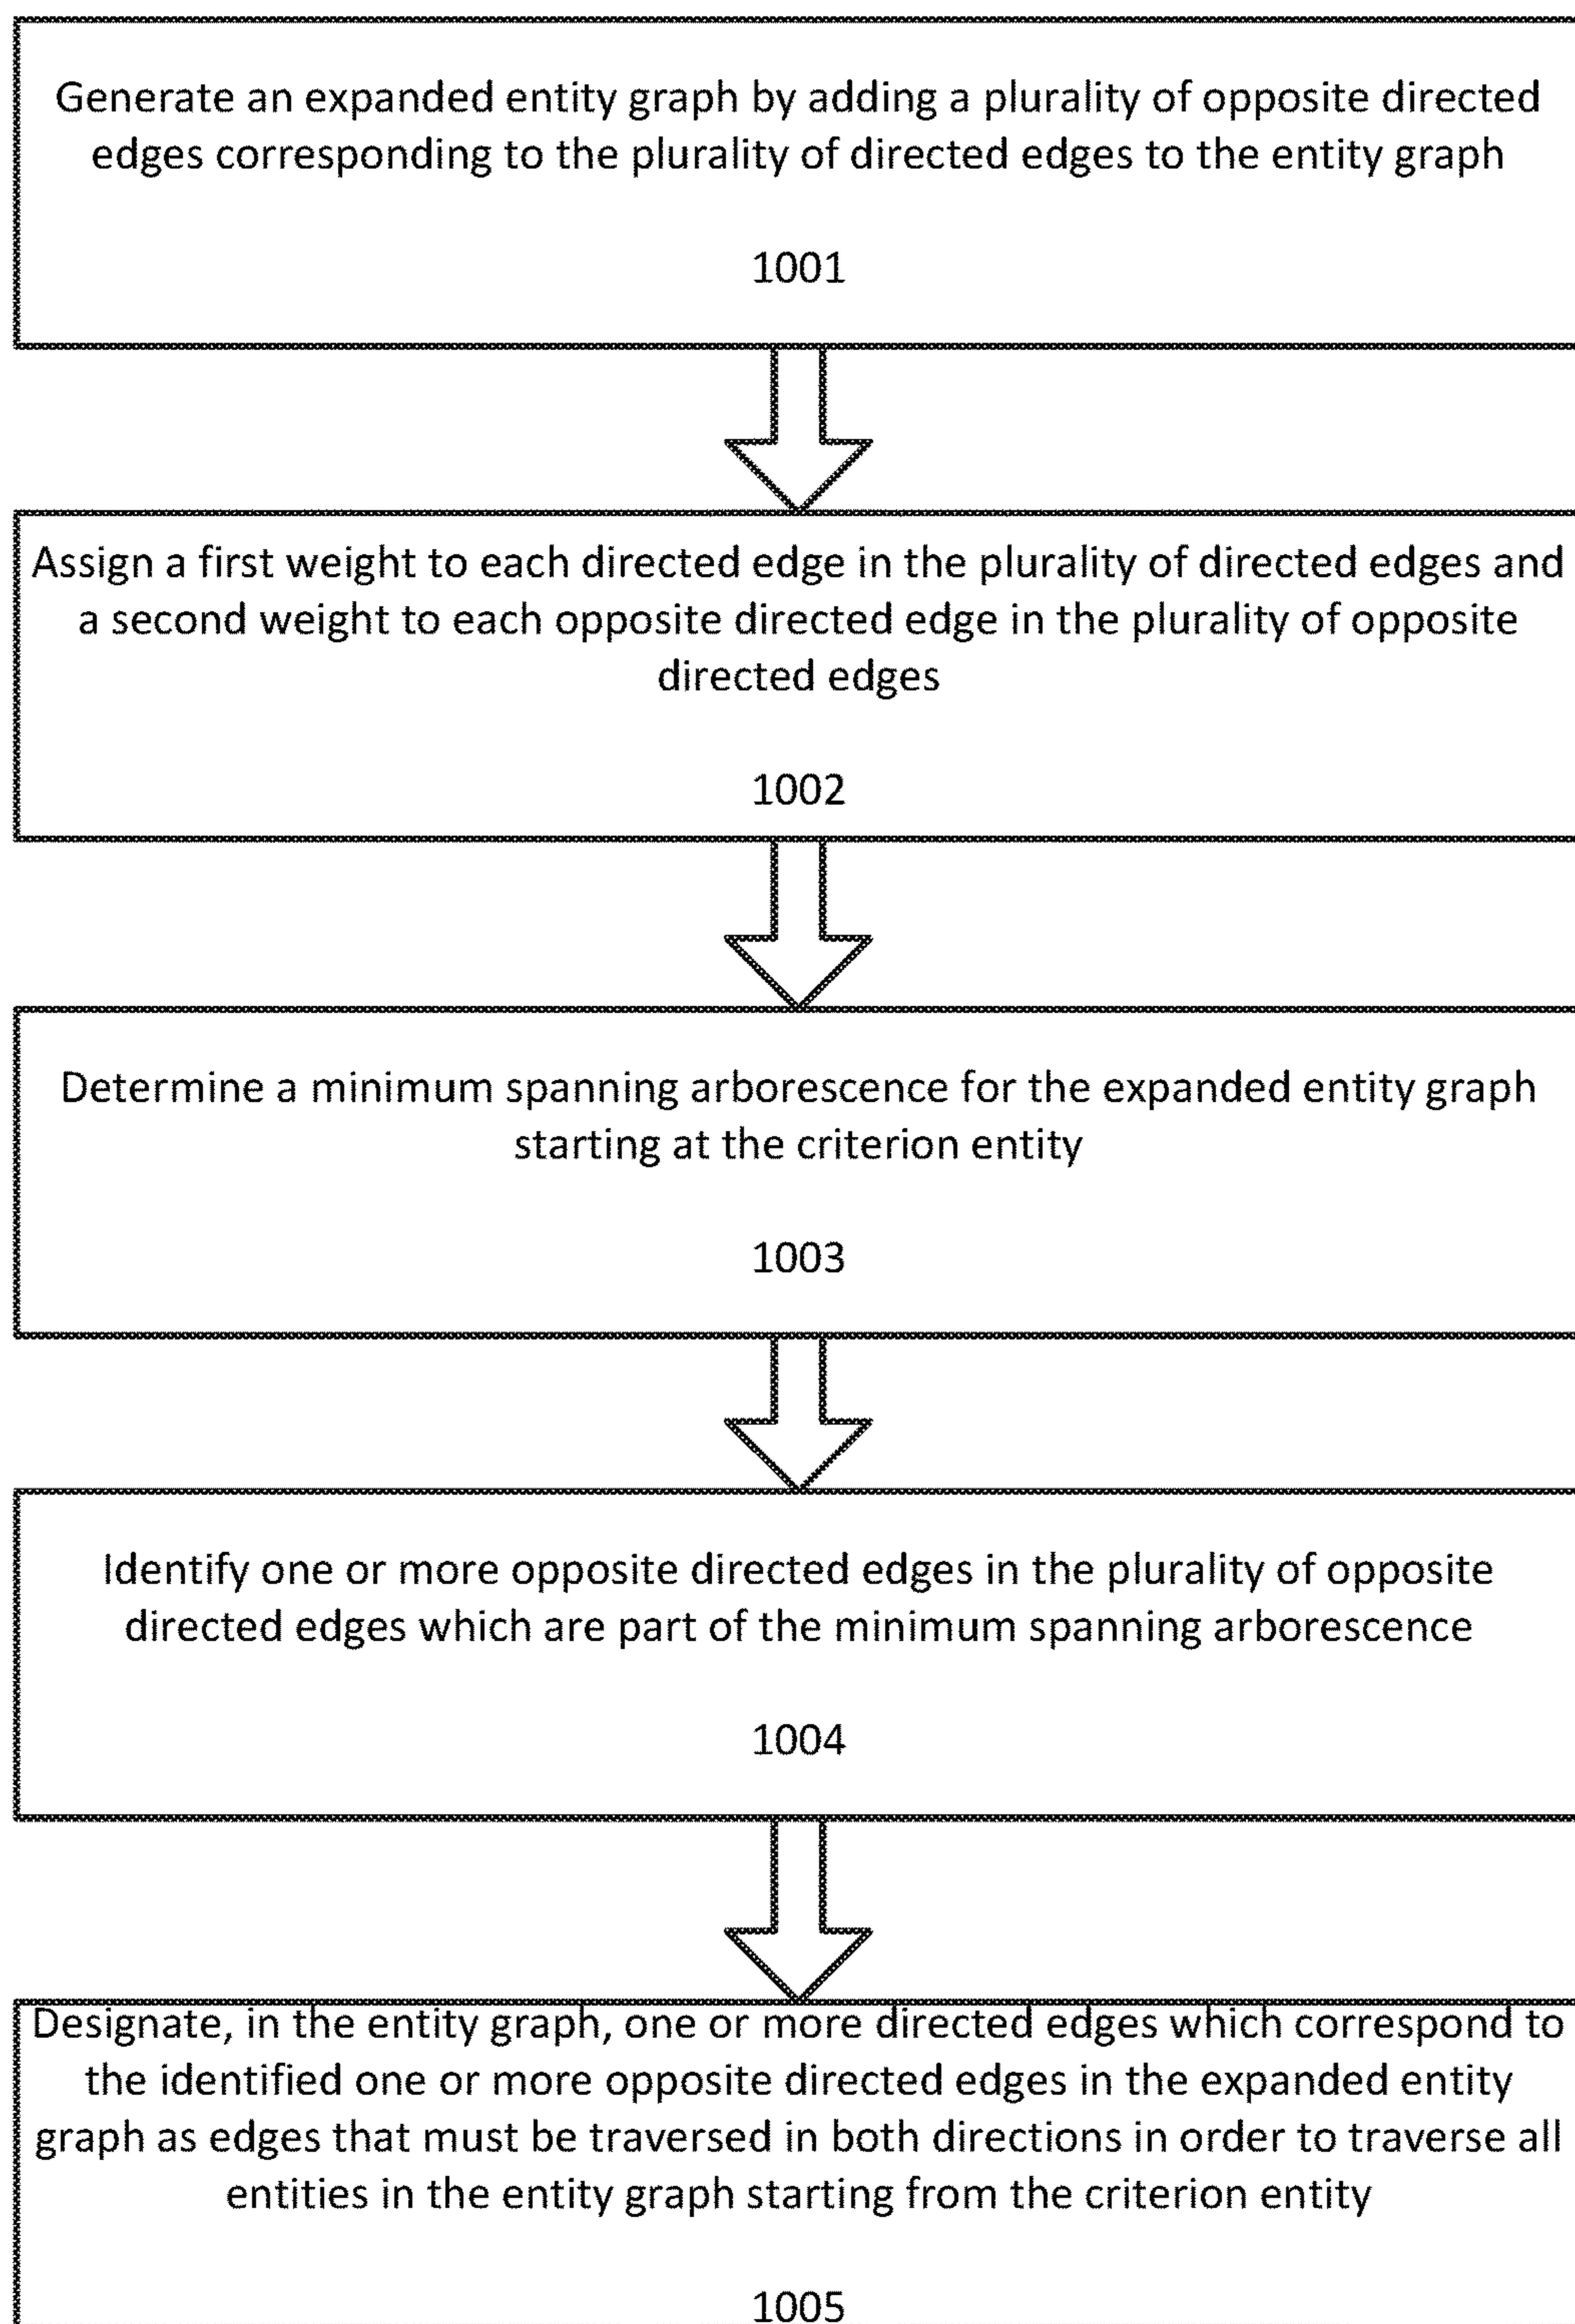 Generate an expanded entity graph by adding a plurality of opposite directed
edges corresponding to the plurality of directed edges to the entity graph
1001
Assign a first weight to each directed edge in the plurality of directed edges and
a second weight to each opposite directed edge in the plurality of opposite
directed edges
1002
Determine a minimum spanning arborescence for the expanded entity graph
starting at the criterion entity
1003
Identify one or more opposite directed edges in the plurality of opposite
directed edges which are part of the minimum spanning arborescence
1004
Designate, in the entity graph, one or more directed edges which correspond to
the identified one or more opposite directed edges in the expanded entity
graph as edges that must be traversed in both directions in order to traverse all
entities in the entity graph starting from the criterion entity
1005